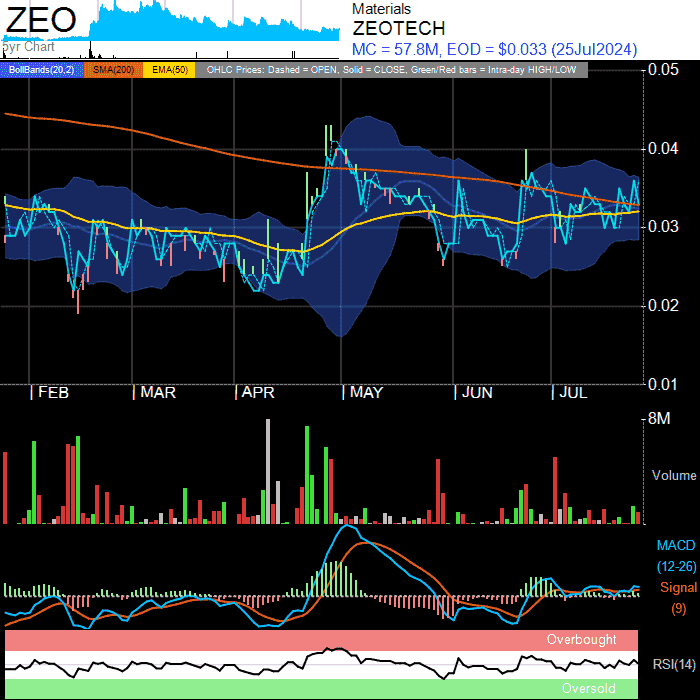 ZEO
Materials
ZEOTECH
5yr Chart
MC = 57.8M, EOD = $0.033 (25Jul2024)
BollBands(20,2) SMA(200) EMA(50) OHLC Prices: Dashed = OPEN, Solid = CLOSE, Green/Red bars = Intra-day HIGH/LOW
0.05
0.04
0.03
0.02
0.01
| FEB | MAR | APR | MAY | JUN | JUL
8M
Volume
MACD
(12-26)
Signal
(9)
Overbought
RSI(14)
Oversold